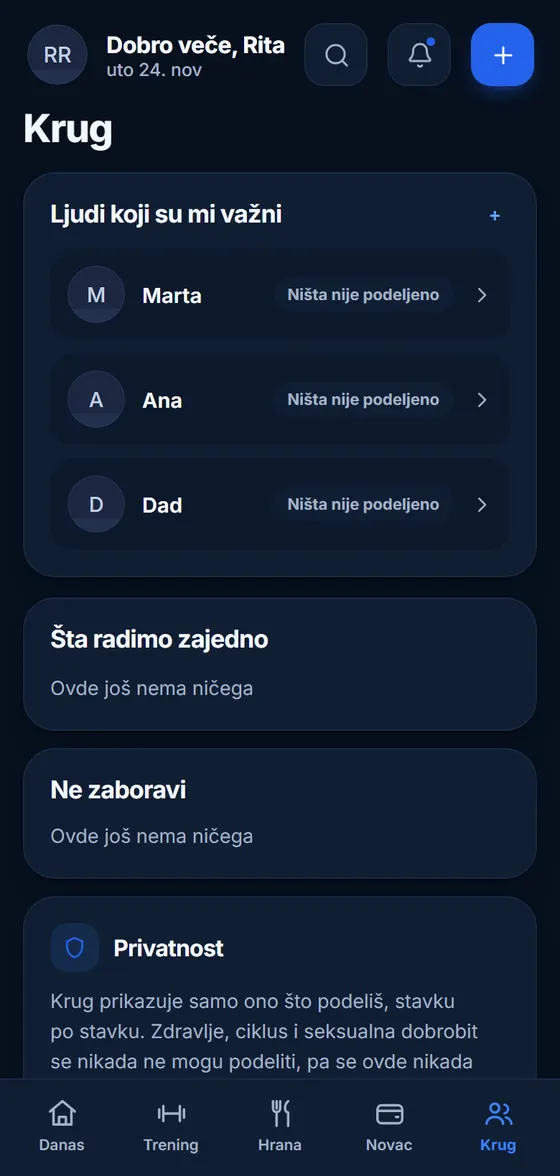 RR
Dobro veče, Rita
uto 24. nov
Krug
Ljudi koji su mi važni
+
M
Marta
Ništa nije podeljeno
A
Ana
Ništa nije podeljeno
D
Dad
Ništa nije podeljeno
Šta radimo zajedno
Ovde još nema ničega
Ne zaboravi
Ovde još nema ničega
Privatnost
Krug prikazuje samo ono što podeliš, stavku
po stavku. Zdravlje, ciklus i seksualna dobrobit
se nikada ne mogu podeliti, pa se ovde nikada
Danas
Trening
Hrana
Novac
Krug